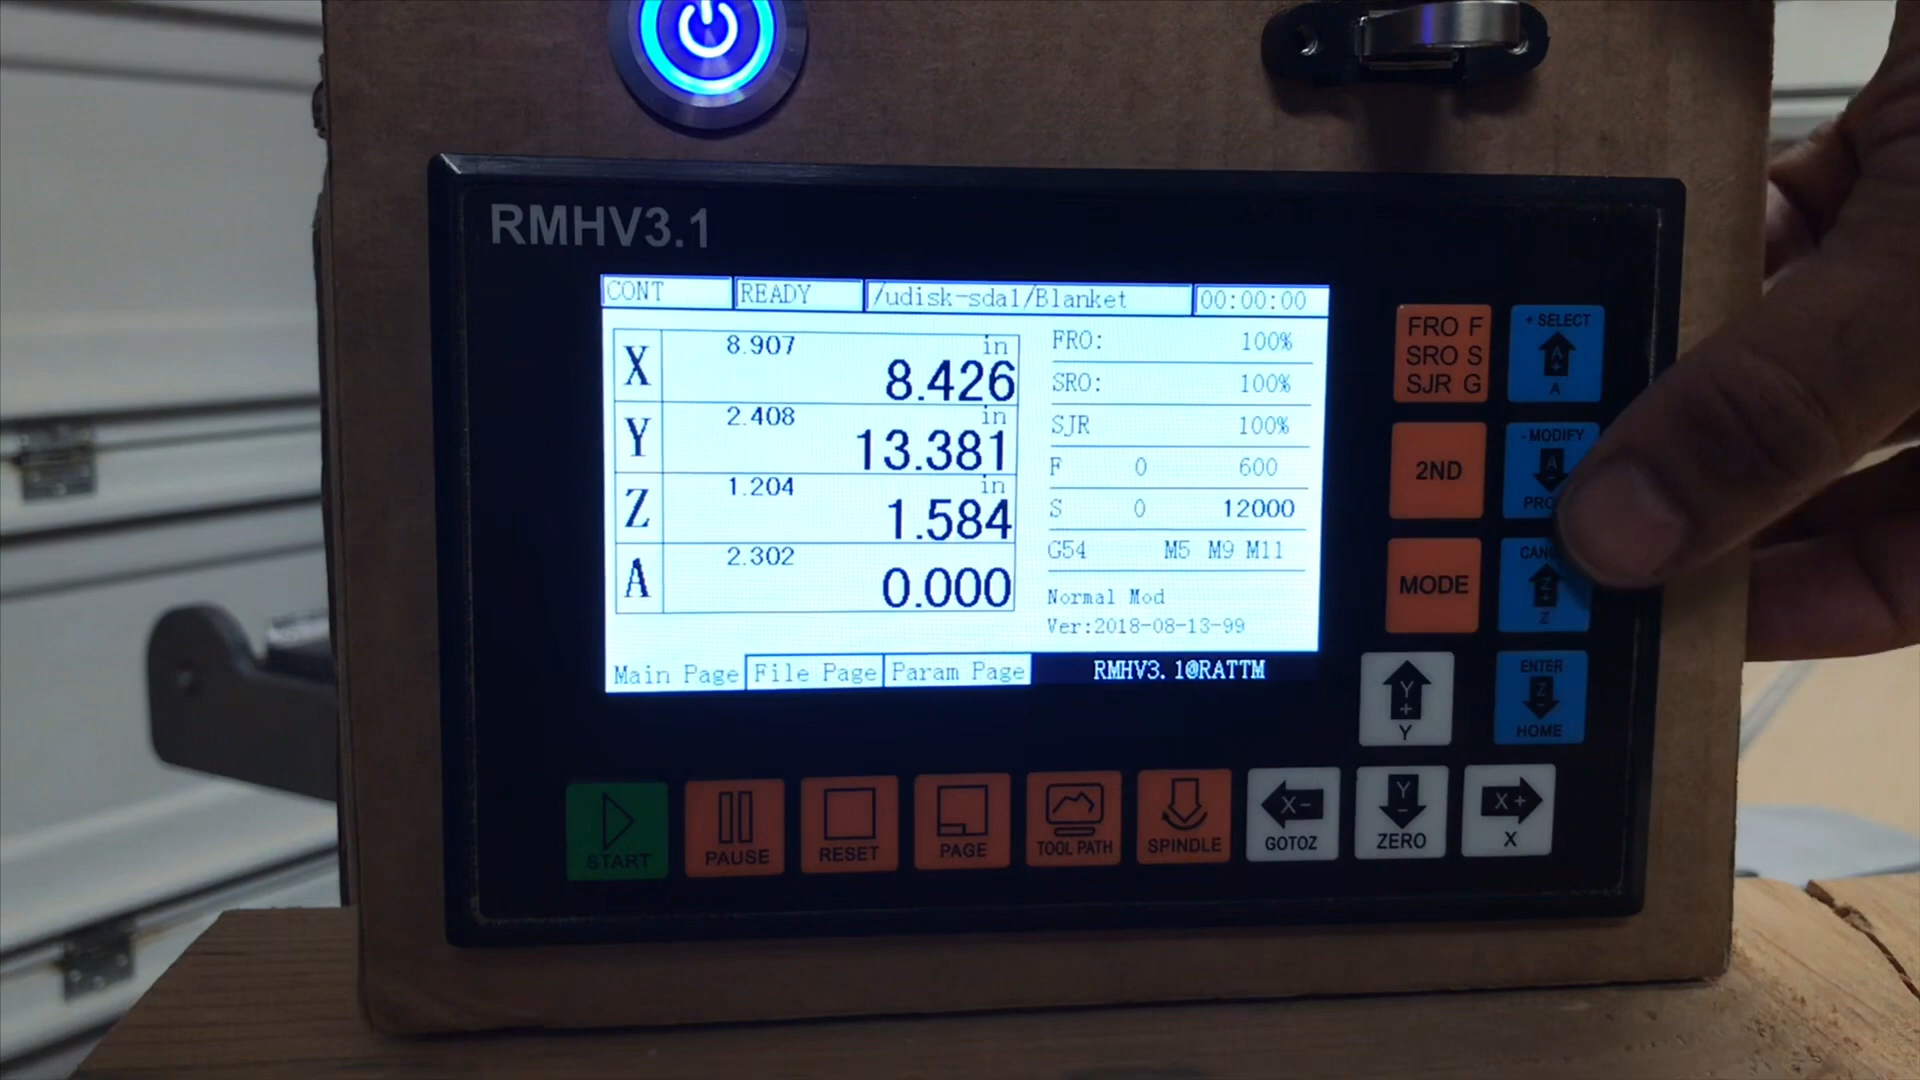 RMHV3.1
CONT READY /udisk-sda1/Blanket 00:00:00
X 8.907 in 8.426
Y 2.408 in 13.381
Z 1.204 in 1.584
A 2.302 0.000
FRO: 100%
SRO: 100%
SJR 100%
F 0 600
S 0 12000
G54 M5 M9 M11
Normal Mod
Ver:2018-08-13-99
Main Page File Page Param Page RMHV3.1@RATTM
FRO F
SRO S
SJR G
+ SELECT
A+
A
2ND
- MODIFY
A-
MODE
Z+
Z
Y+
Y
ENTER
Z-
HOME
START
PAUSE
RESET
PAGE
TOOL PATH
SPINDLE
X-
GOTOZ
Y-
ZERO
X+
X